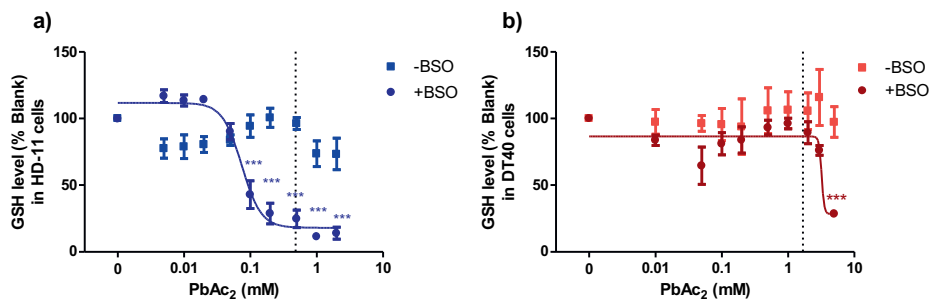 a)
GSH level (% Blank)
in HD-11 cells
150
100
50
0
-BSO
+BSO
***
***
***
***
***
0
0.01
0.1
1
10
PbAc2 (mM)
b)
GSH level (% Blank)
in DT40 cells
150
100
50
0
-BSO
+BSO
***
0
0.01
0.1
1
10
PbAc2 (mM)